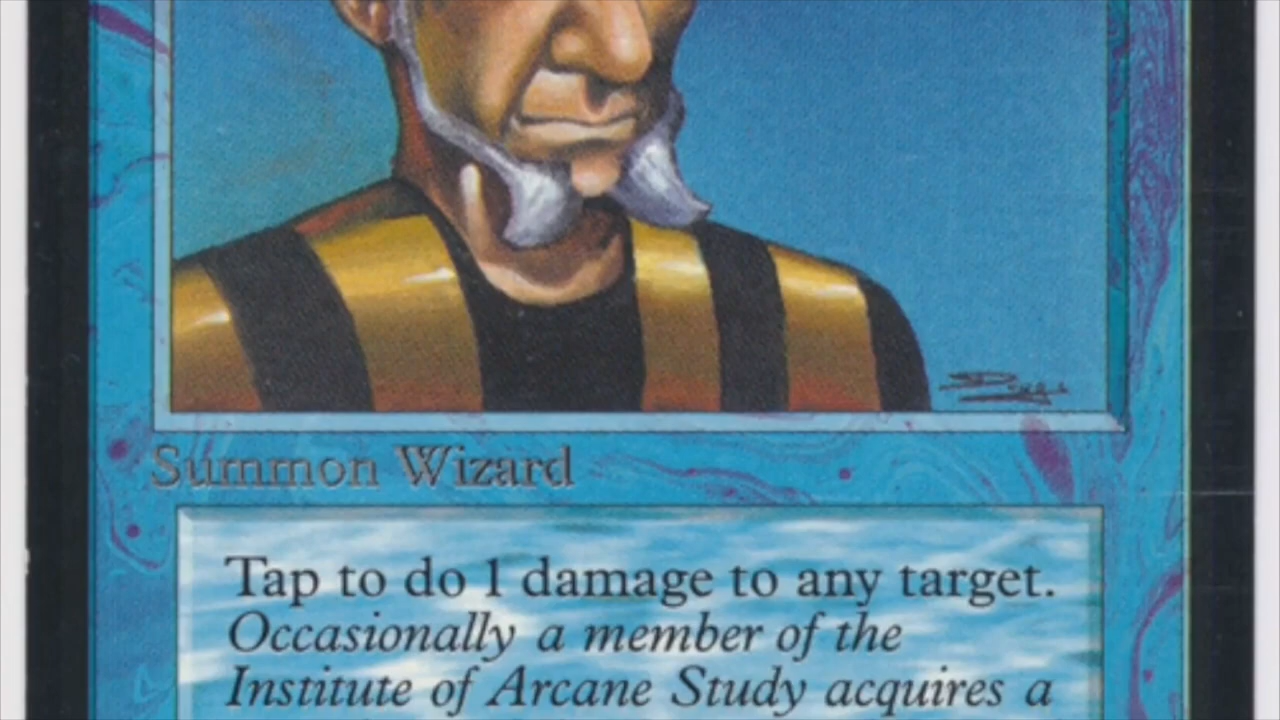 Summon Wizard
Tap to do 1 damage to any target.
Occasionally a member of the
Institute of Arcane Study acquires a